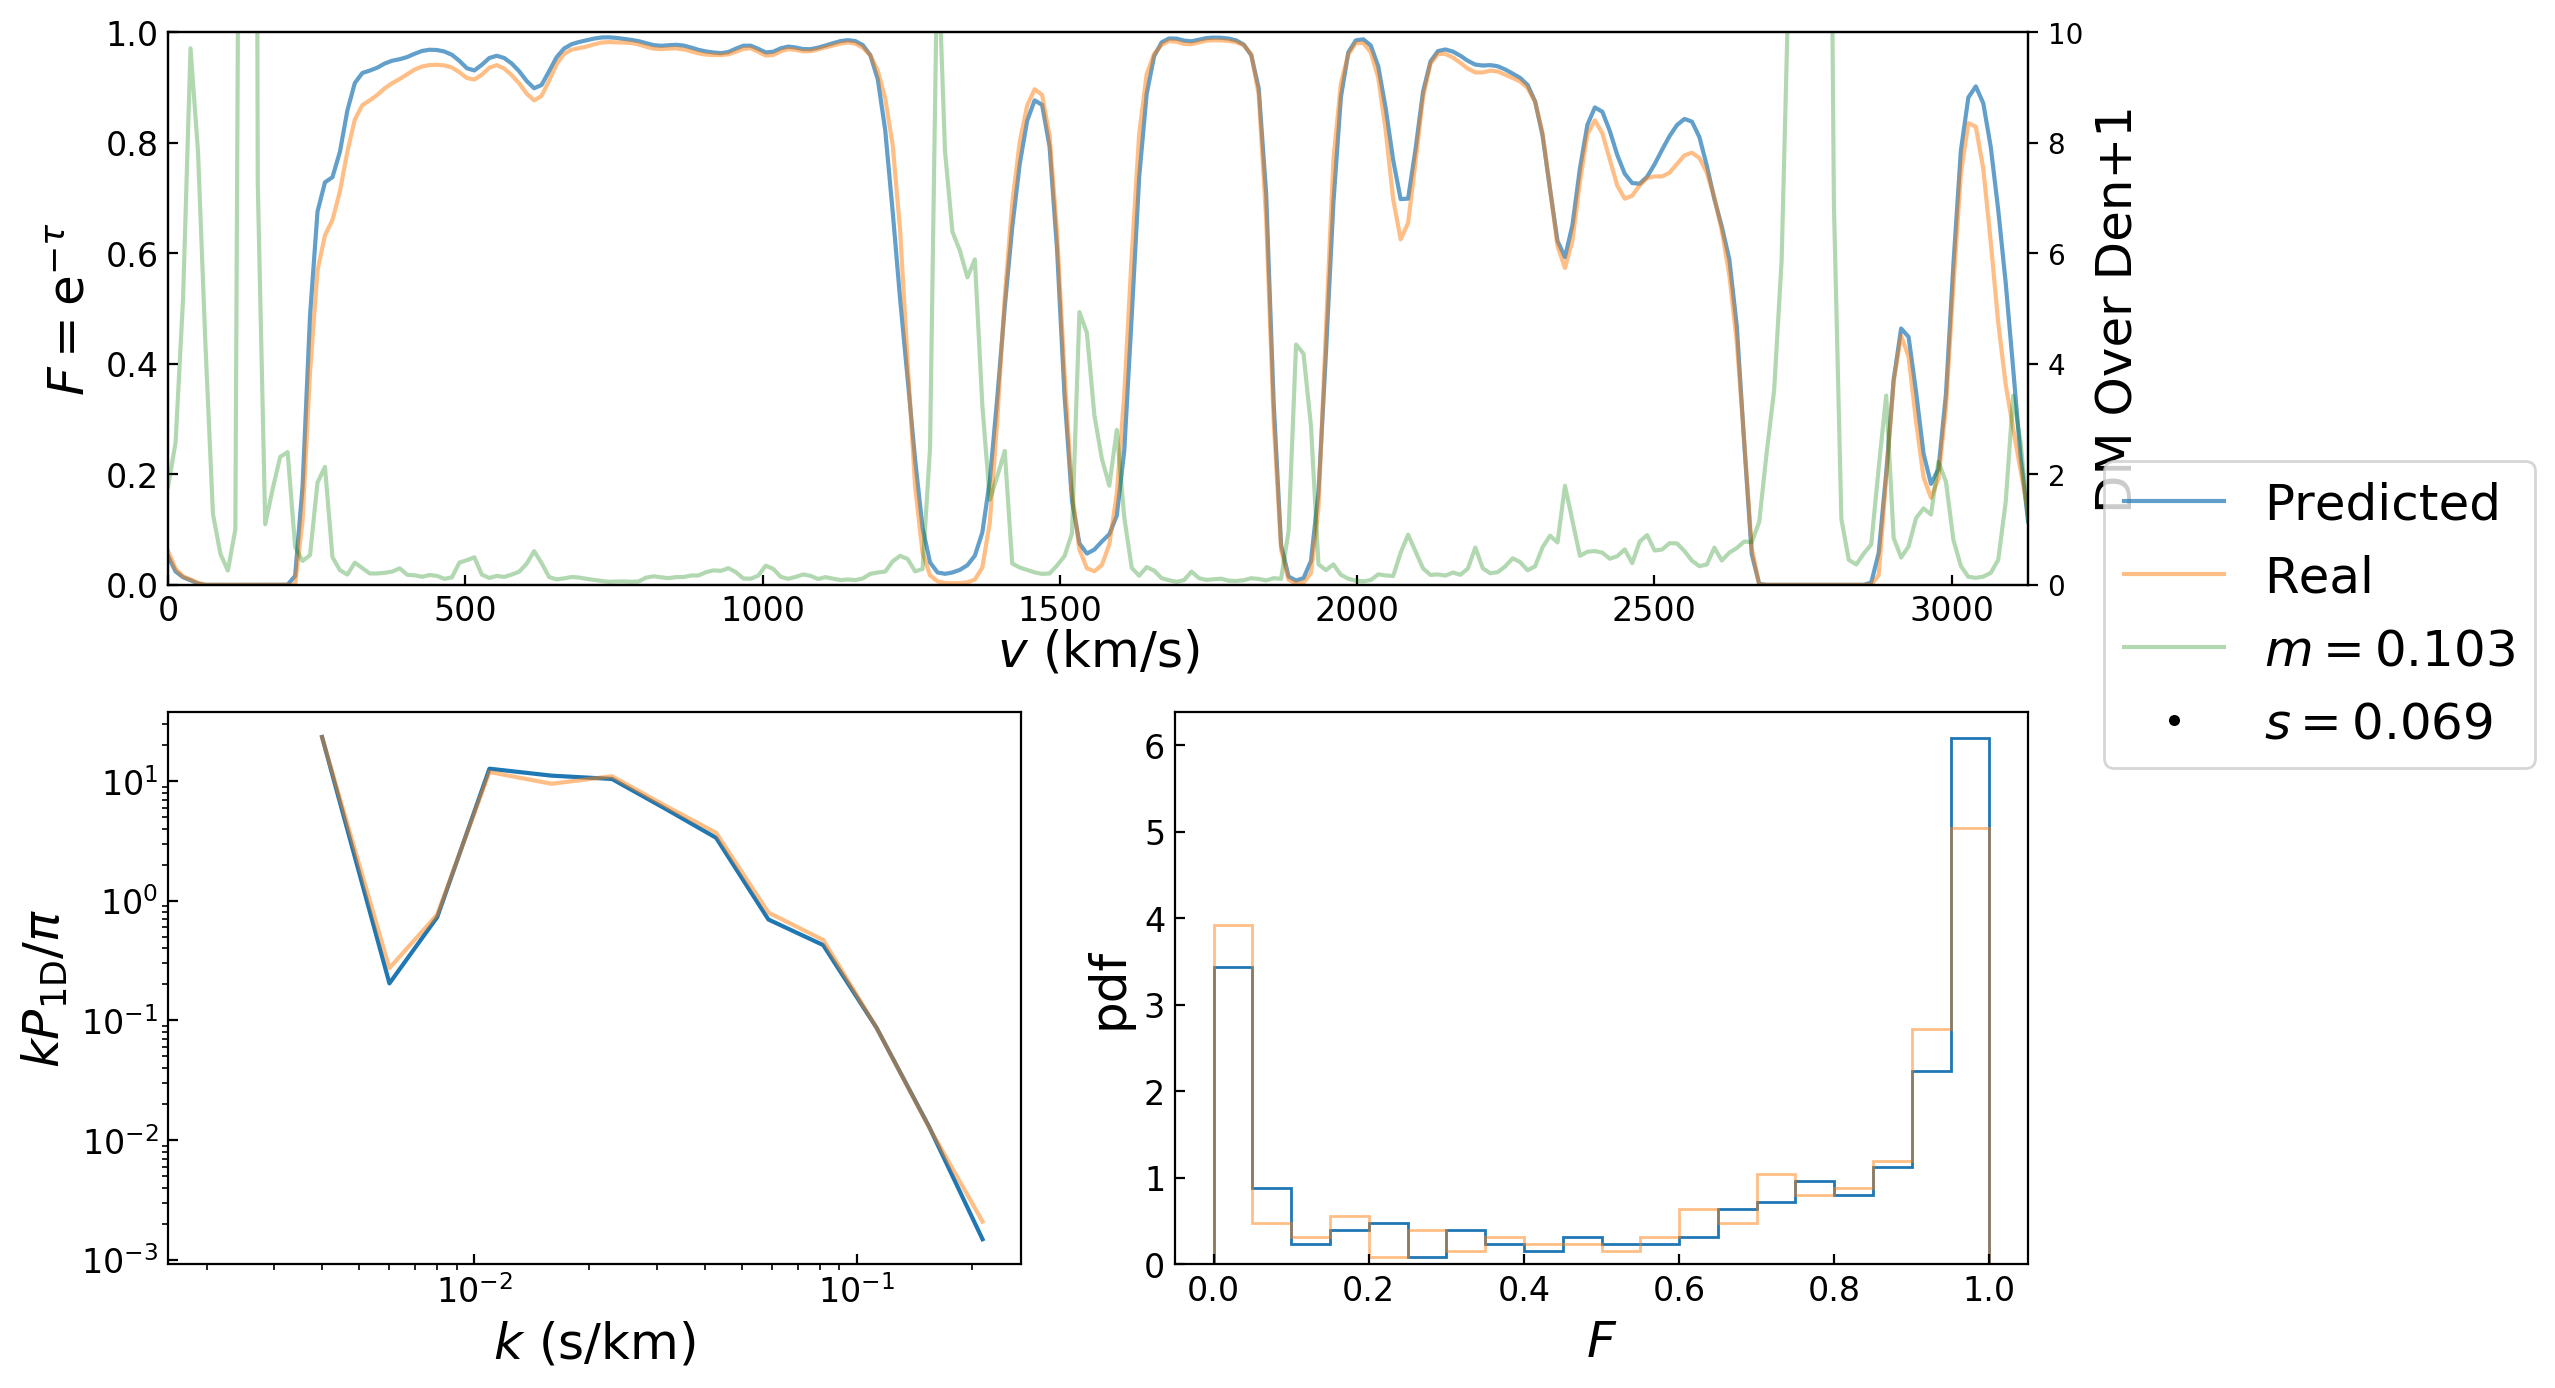 1.0
0.8
0.6
0.4
0.2
0.0
F = e^{−τ}
10
8
6
4
2
0
DM Over Den+1
0 500 1000 1500 2000 2500 3000
v (km/s)
Predicted
Real
m = 0.103
s = 0.069
10^1
10^0
10^{−1}
10^{−2}
10^{−3}
kP_{1D}/π
10^{−2} 10^{−1}
k (s/km)
6
5
4
3
2
1
0
pdf
0.0 0.2 0.4 0.6 0.8 1.0
F